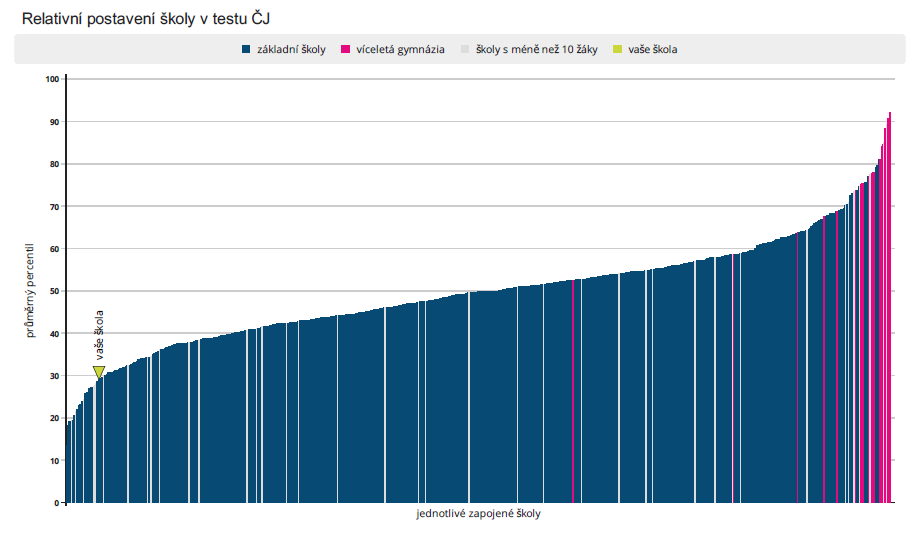 Relativní postavení školy v testu ČJ
základní školy víceletá gymnázia školy s méně než 10 žáky vaše škola
100
90
80
70
60
50
40
30
20
10
0
průměrný percentil
vaše škola
jednotlivé zapojené školy